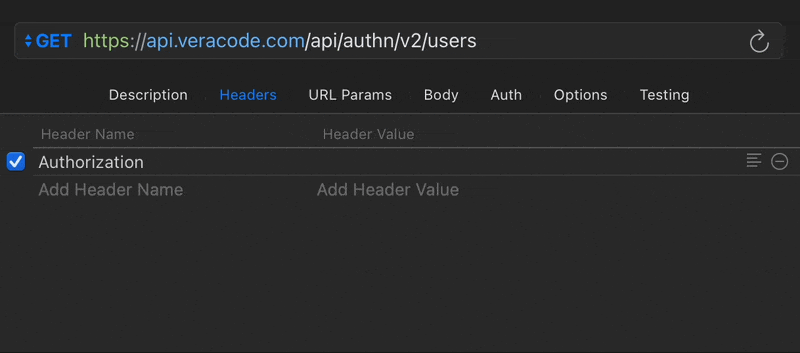 GET https://api.veracode.com/api/authn/v2/users
Description Headers URL Params Body Auth Options Testing
Header Name Header Value
Authorization
Add Header Name Add Header Value